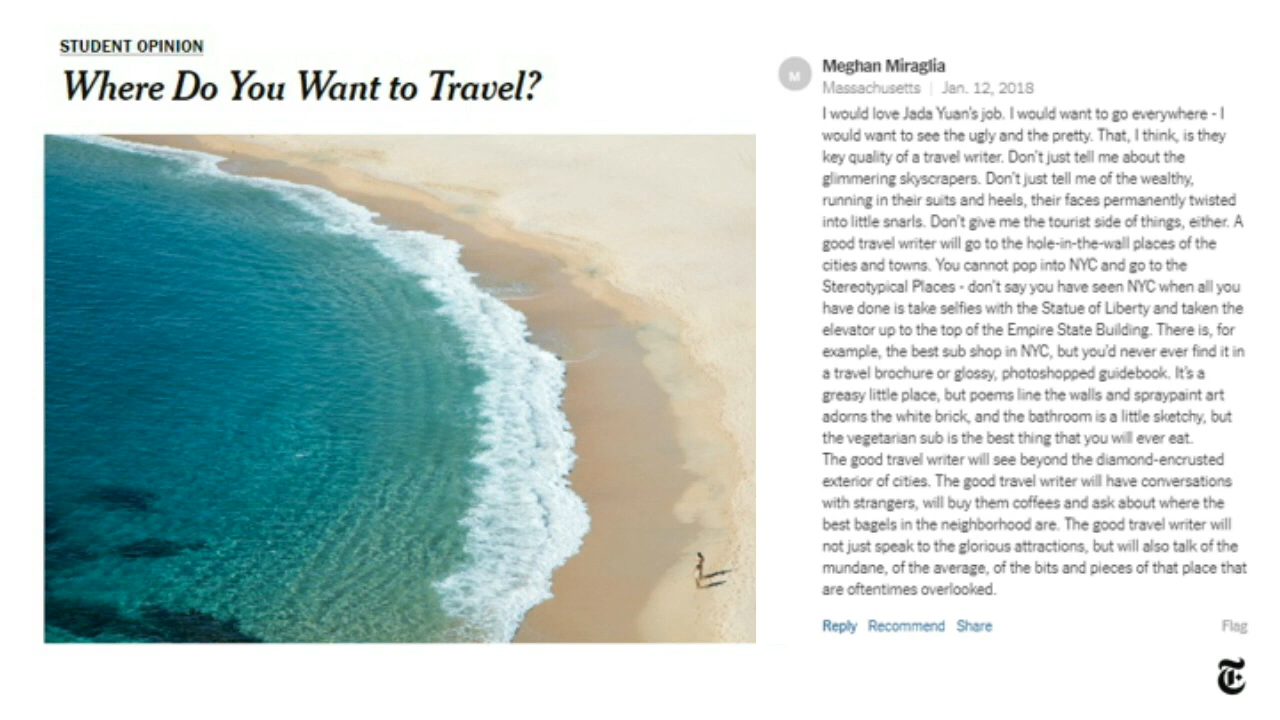 STUDENT OPINION
Where Do You Want to Travel?
M
Meghan Miraglia
Massachusetts | Jan. 12, 2018
I would love Jada Yuan's job. I would want to go everywhere - I
would want to see the ugly and the pretty. That, I think, is they
key quality of a travel writer. Don't just tell me about the
glimmering skyscrapers. Don't just tell me of the wealthy,
running in their suits and heels, their faces permanently twisted
into little snarls. Don't give me the tourist side of things, either. A
good travel writer will go to the hole-in-the-wall places of the
cities and towns. You cannot pop into NYC and go to the
Stereotypical Places - don't say you have seen NYC when all you
have done is take selfies with the Statue of Liberty and taken the
elevator up to the top of the Empire State Building. There is, for
example, the best sub shop in NYC, but you'd never ever find it in
a travel brochure or glossy, photoshopped guidebook. It's a
greasy little place, but poems line the walls and spraypaint art
adorns the white brick, and the bathroom is a little sketchy, but
the vegetarian sub is the best thing that you will ever eat.
The good travel writer will see beyond the diamond-encrusted
exterior of cities. The good travel writer will have conversations
with strangers, will buy them coffees and ask about where the
best bagels in the neighborhood are. The good travel writer will
not just speak to the glorious attractions, but will also talk of the
mundane, of the average, of the bits and pieces of that place that
are oftentimes overlooked.
Reply Recommend Share Flag
T